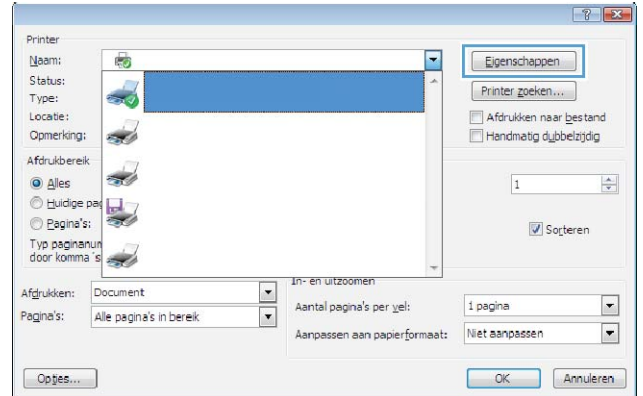 Printer
Naam:
Eigenschappen
Status:
Type:
Printer zoeken...
Locatie:
Afdrukken naar bestand
Opmerking:
Handmatig dubbelzijdig
Afdrukbereik
Alles
1
Huidige pag
Pagina's:
Sorteren
Typ paginanum
door komma's
In- en uitzoomen
Afdrukken:
Document
Aantal pagina's per vel:
1 pagina
Pagina's:
Alle pagina's in bereik
Aanpassen aan papierformaat:
Niet aanpassen
Opties...
OK
Annuleren